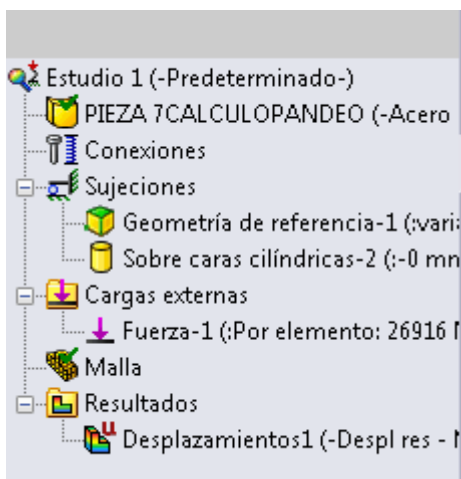 Estudio 1 (-Predeterminado-)
PIEZA 7CALCULOPANDEO (-Acero
Conexiones
Sujeciones
Geometría de referencia-1 (:vari
Sobre caras cilíndricas-2 (:-0 mn
Cargas externas
Fuerza-1 (:Por elemento: 26916
Malla
Resultados
Desplazamientos1 (-Despl res -